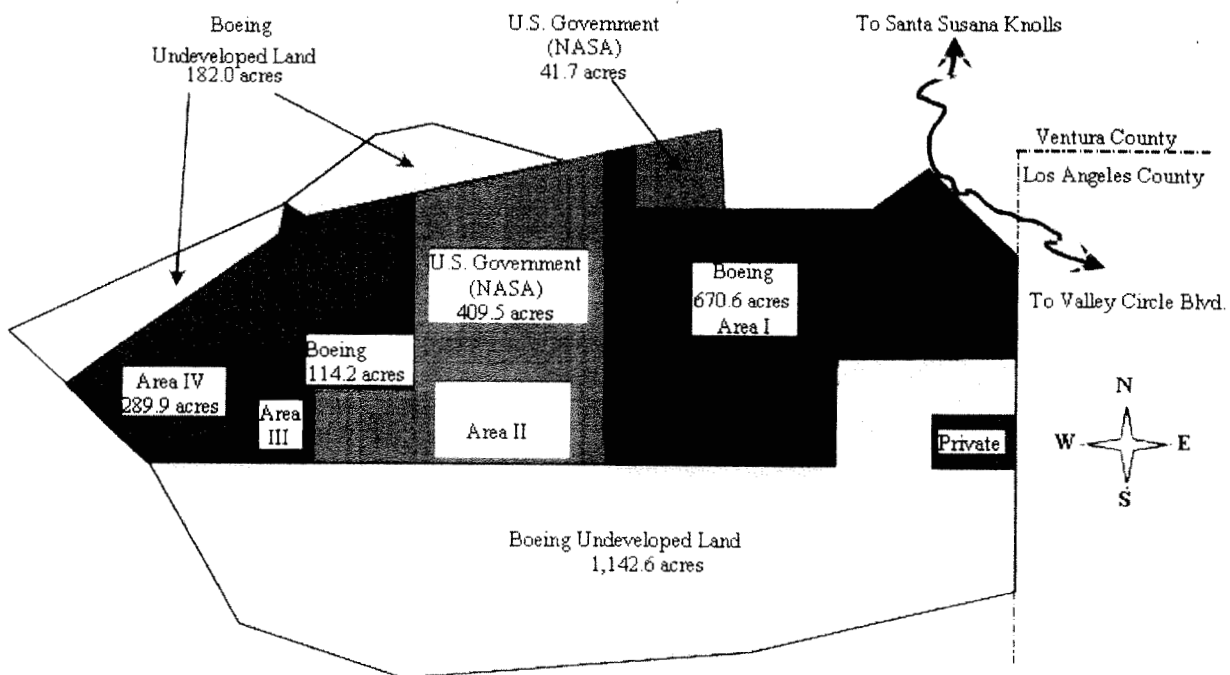 Boeing
Undeveloped Land
182.0 acres
U.S. Government
(NASA)
41.7 acres
To Santa Susana Knolls
Ventura County
Los Angeles County
To Valley Circle Blvd.
U.S. Government
(NASA)
409.5 acres
Boeing
670.6 acres
Area I
Boeing
114.2 acres
Area IV
289.9 acres
Area
III
Area II
Private
N
W
E
S
Boeing Undeveloped Land
1,142.6 acres